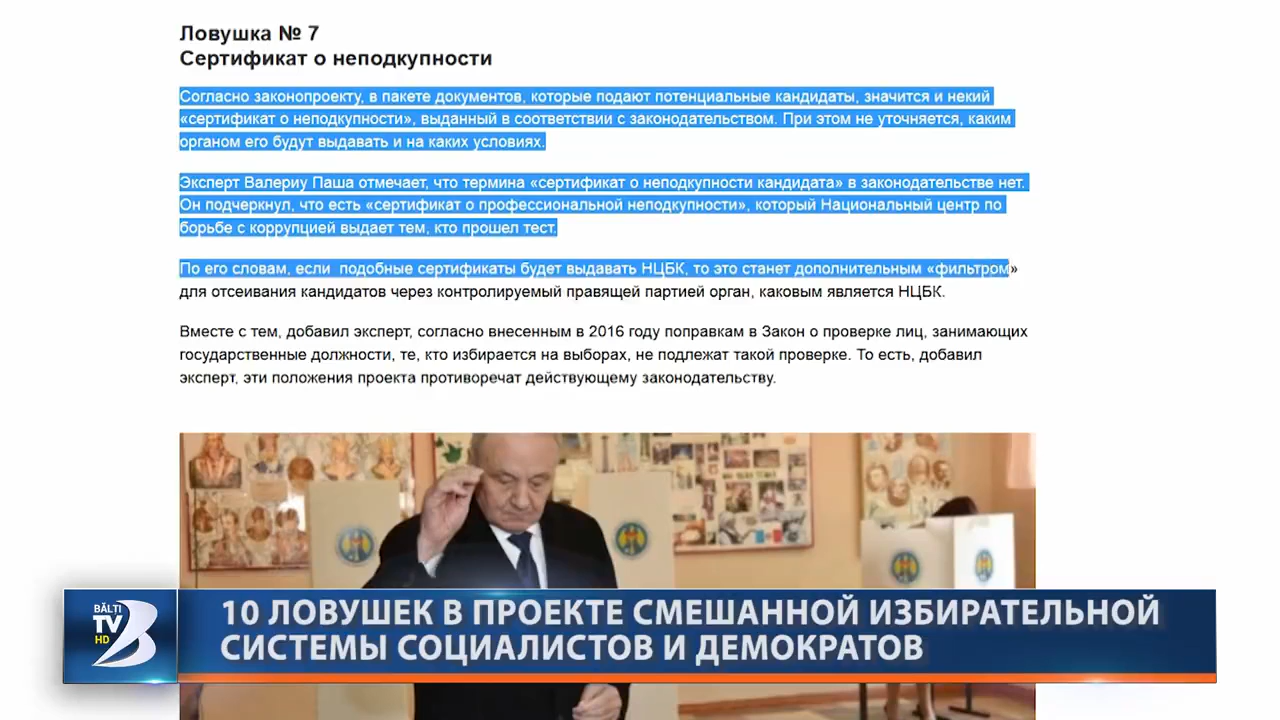 Ловушка № 7
Сертификат о неподкупности
Согласно законопроекту, в пакете документов, которые подают потенциальные кандидаты, значится и некий
«сертификат о неподкупности», выданный в соответствии с законодательством. При этом не уточняется, каким
органом его будут выдавать и на каких условиях.
Эксперт Валериу Паша отмечает, что термина «сертификат о неподкупности кандидата» в законодательстве нет.
Он подчеркнул, что есть «сертификат о профессиональной неподкупности», который Национальный центр по
борьбе с коррупцией выдает тем, кто прошел тест.
По его словам, если подобные сертификаты будет выдавать НЦБК, то это станет дополнительным «фильтром»
для отсеивания кандидатов через контролируемый правящей партией орган, каковым является НЦБК.
Вместе с тем, добавил эксперт, согласно внесенным в 2016 году поправкам в Закон о проверке лиц, занимающих
государственные должности, те, кто избирается на выборах, не подлежат такой проверке. То есть, добавил
эксперт, эти положения проекта противоречат действующему законодательству.
BĂLȚI
TV
HD
10 ЛОВУШЕК В ПРОЕКТЕ СМЕШАННОЙ ИЗБИРАТЕЛЬНОЙ
СИСТЕМЫ СОЦИАЛИСТОВ И ДЕМОКРАТОВ